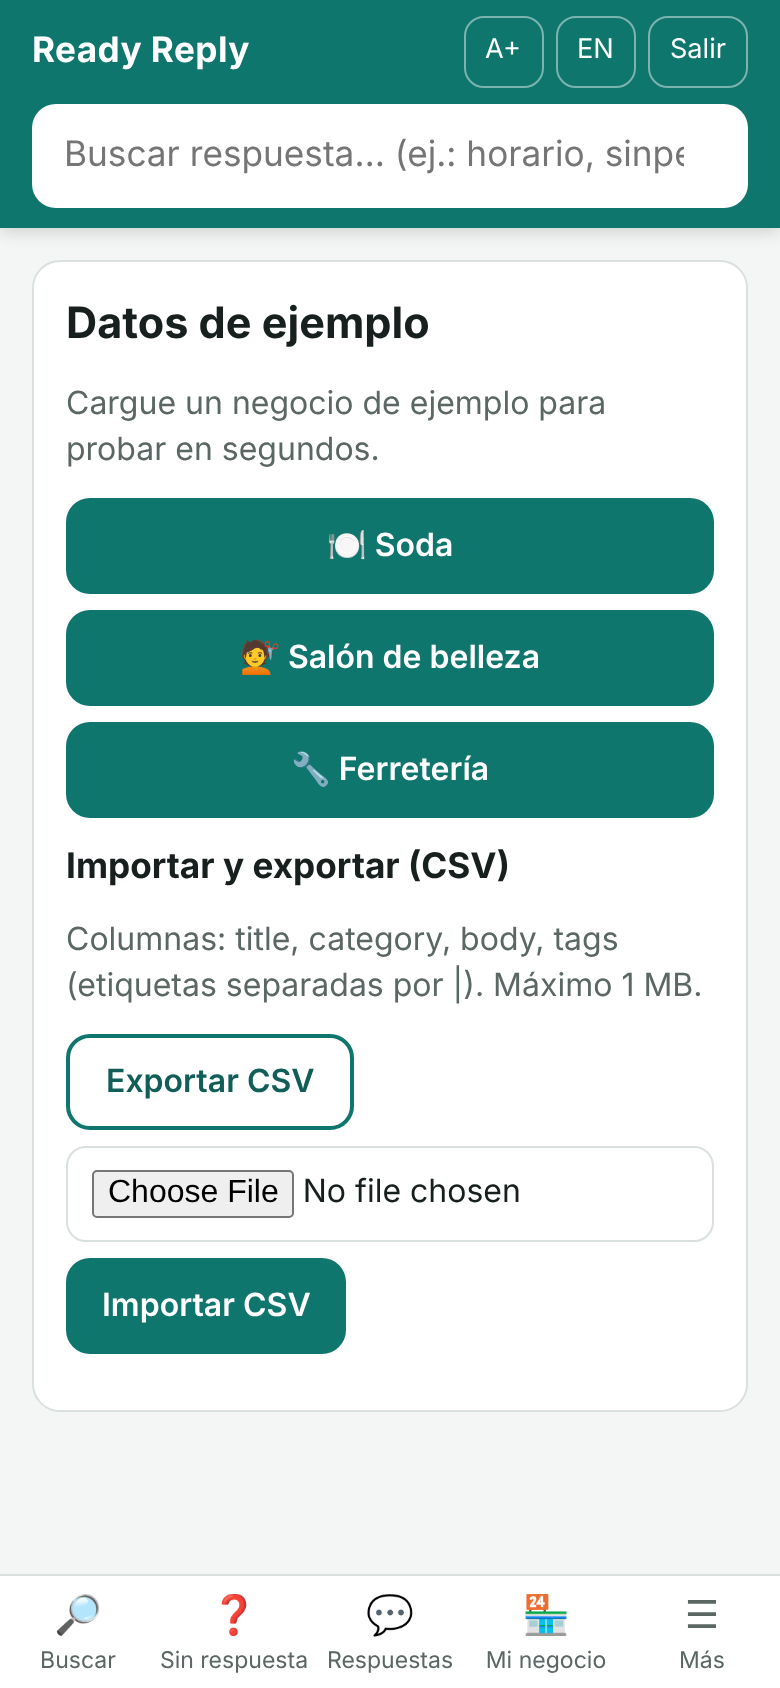 Ready Reply
A+
EN
Salir
Buscar respuesta... (ej.: horario, sinpe
Datos de ejemplo
Cargue un negocio de ejemplo para
probar en segundos.
🍽️ Soda
💇 Salón de belleza
🔧 Ferretería
Importar y exportar (CSV)
Columnas: title, category, body, tags
(etiquetas separadas por |). Máximo 1 MB.
Exportar CSV
Choose File No file chosen
Importar CSV
Buscar
Sin respuesta
Respuestas
24
Mi negocio
Más